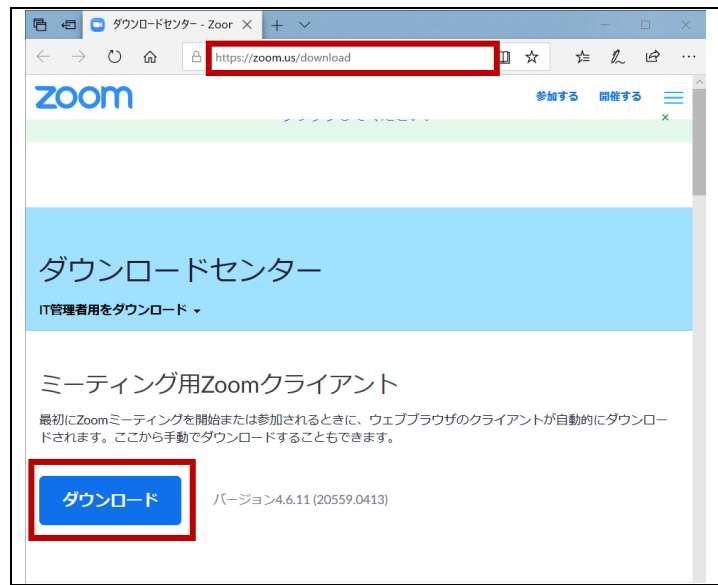 ダウンロードセンター - Zoor
https://zoom.us/download
zoom
参加する 開催する
ダウンロードセンター
IT管理者用をダウンロード
ミーティング用Zoomクライアント
最初にZoomミーティングを開始または参加されるときに、ウェブブラウザのクライアントが自動的にダウンロー
ドされます。ここから手動でダウンロードすることもできます。
ダウンロード バージョン4.6.11 (20559.0413)